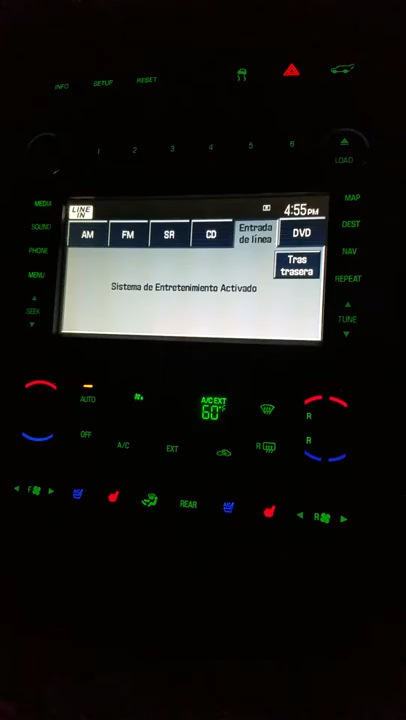 INFO SETUP RESET
1 2 3 4 5 6
LOAD
MEDIA
SOUND
PHONE
MENU
SEEK
LINE IN
4:55PM
AM FM SR CD Entrada de línea DVD
Tras trasera
Sistema de Entretenimiento Activado
MAP
DEST
NAV
REPEAT
TUNE
AUTO
A/C EXT
60°F
R
OFF
A/C
EXT
R
R
F
REAR
R